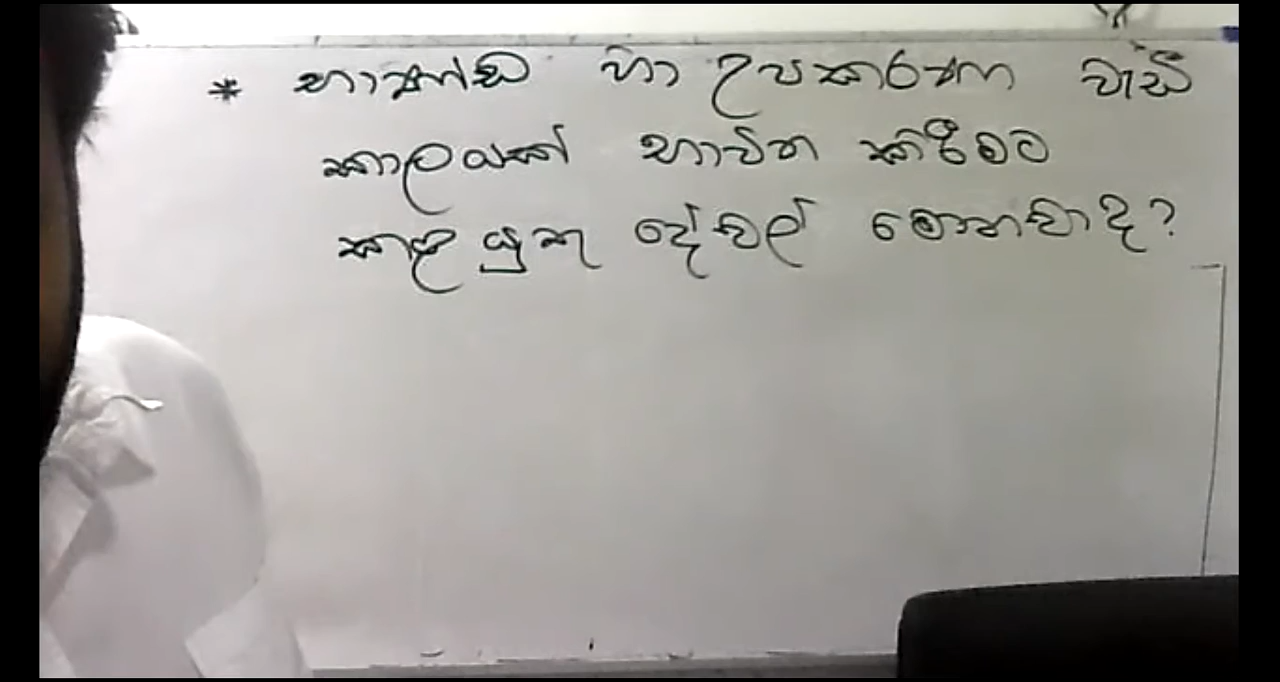 * භාණ්ඩ හා උපකරණ වැඩි
කාලයක් භාවිත කිරීමට
කළ යුතු දේවල් මොනවාද?